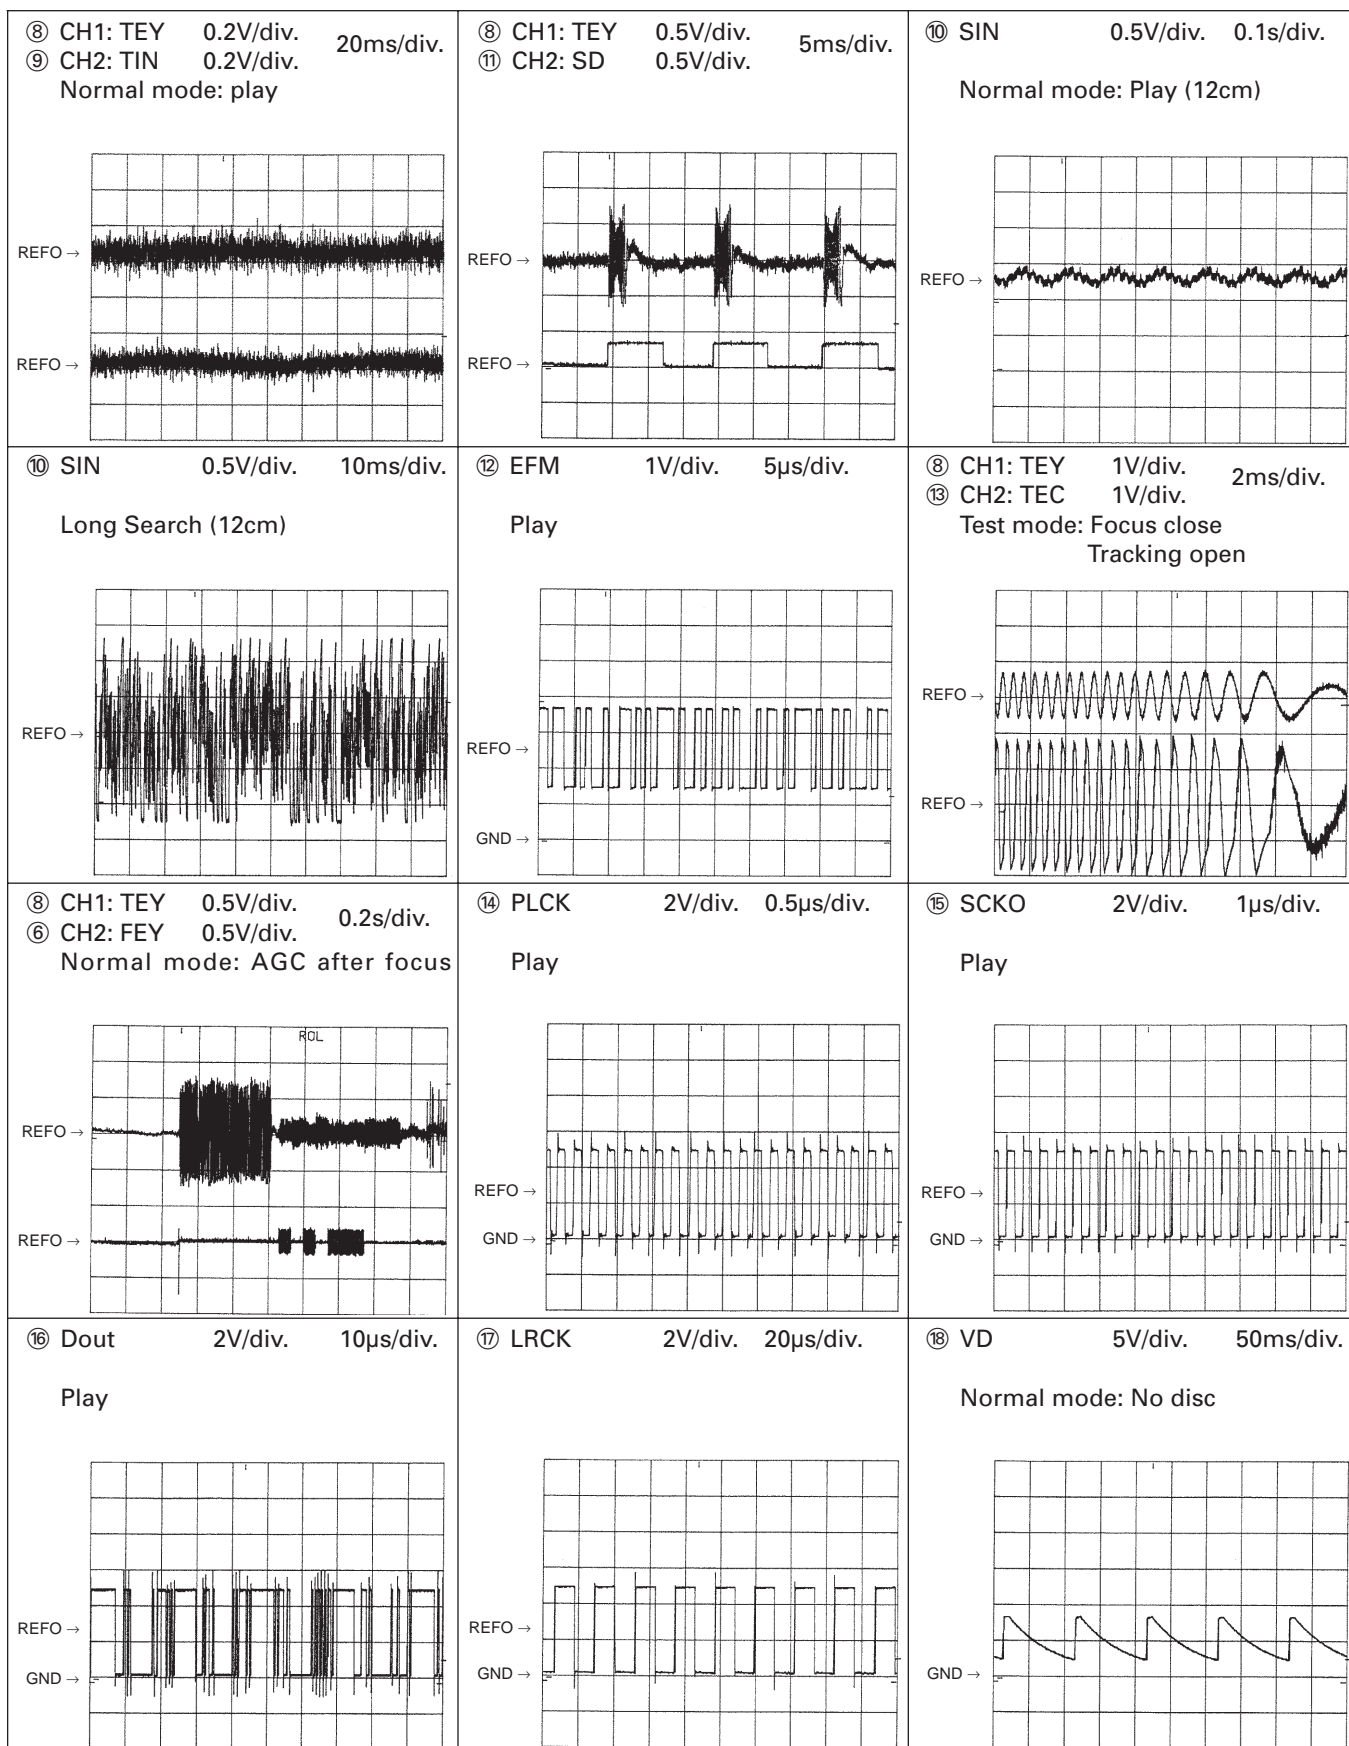 ⑧ CH1: TEY 0.2V/div. 20ms/div.
⑨ CH2: TIN 0.2V/div.
Normal mode: play
REFO →
REFO →
⑧ CH1: TEY 0.5V/div. 5ms/div.
⑪ CH2: SD 0.5V/div.
REFO →
REFO →
⑩ SIN 0.5V/div. 0.1s/div.
Normal mode: Play (12cm)
REFO →
⑩ SIN 0.5V/div. 10ms/div.
Long Search (12cm)
REFO →
⑫ EFM 1V/div. 5µs/div.
Play
REFO →
GND →
⑧ CH1: TEY 1V/div. 2ms/div.
⑬ CH2: TEC 1V/div.
Test mode: Focus close
Tracking open
REFO →
REFO →
⑧ CH1: TEY 0.5V/div. 0.2s/div.
⑥ CH2: FEY 0.5V/div.
Normal mode: AGC after focus
ROL
REFO →
REFO →
⑭ PLCK 2V/div. 0.5µs/div.
Play
REFO →
GND →
⑮ SCKO 2V/div. 1µs/div.
Play
REFO →
GND →
⑯ Dout 2V/div. 10µs/div.
Play
REFO →
GND →
⑰ LRCK 2V/div. 20µs/div.
REFO →
GND →
⑱ VD 5V/div. 50ms/div.
Normal mode: No disc
GND →